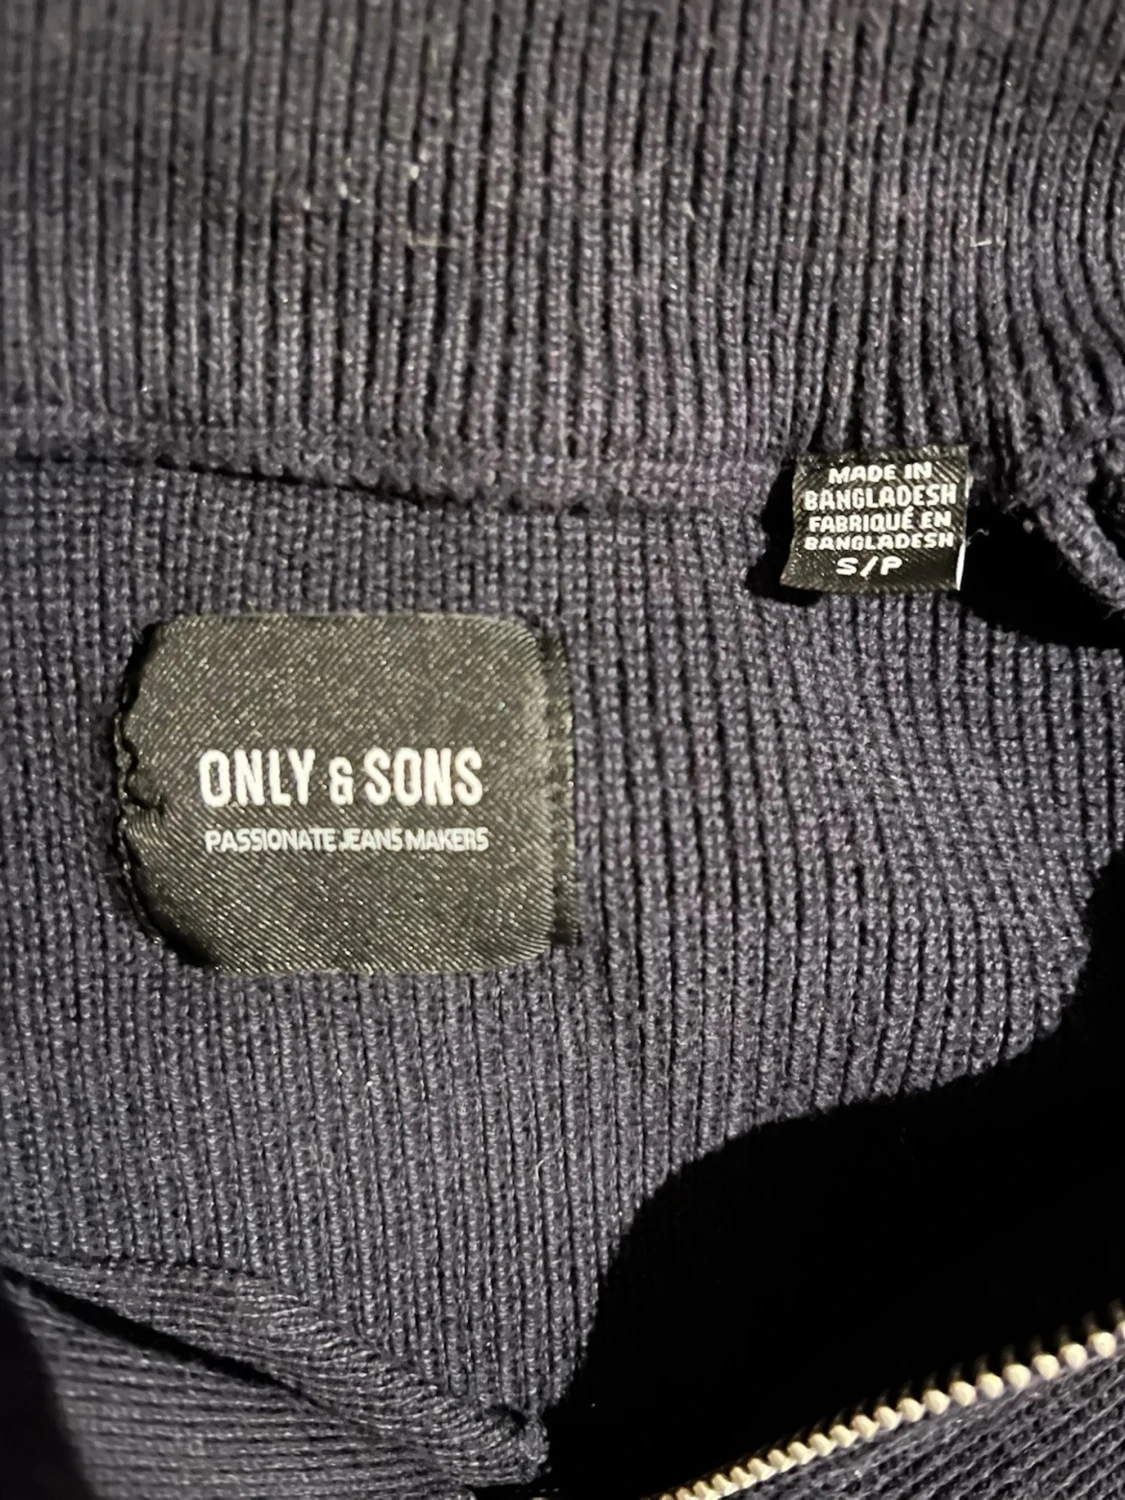 MADE IN
BANGLADESH
FABRIQUÉ EN
BANGLADESH
S/P
ONLY & SONS
PASSIONATE JEANS MAKERS